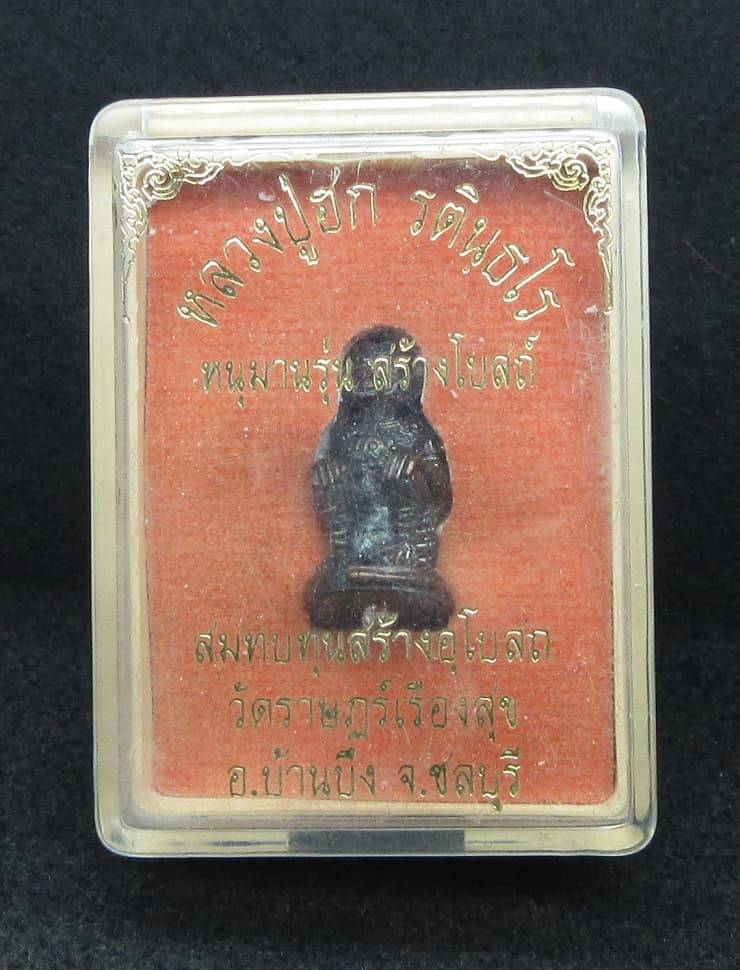 หลวงปู่ฮก รตินฺธโร
หนุมานรุ่น สร้างโบสถ์
สมทบทุนสร้างอุโบสถ
วัดราษฎร์เรืองสุข
อ.บ้านบึง จ.ชลบุรี